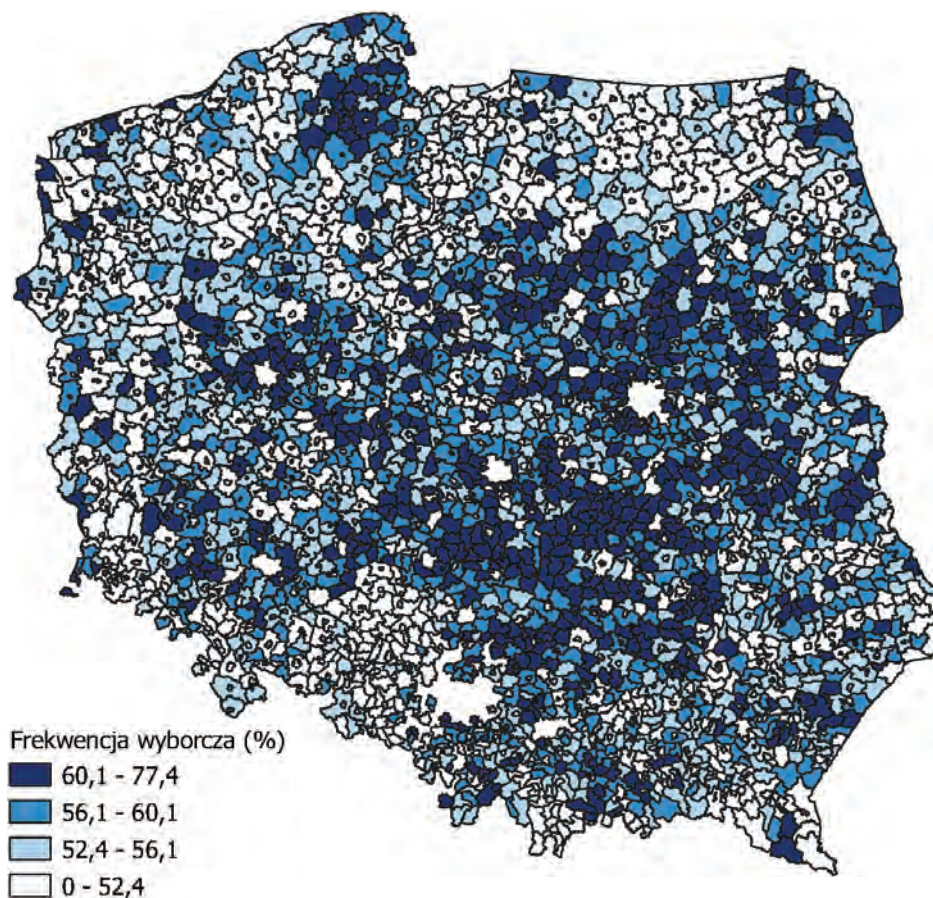 Frekwencja wyborcza (%)
60,1 - 77,4
56,1 - 60,1
52,4 - 56,1
0 - 52,4